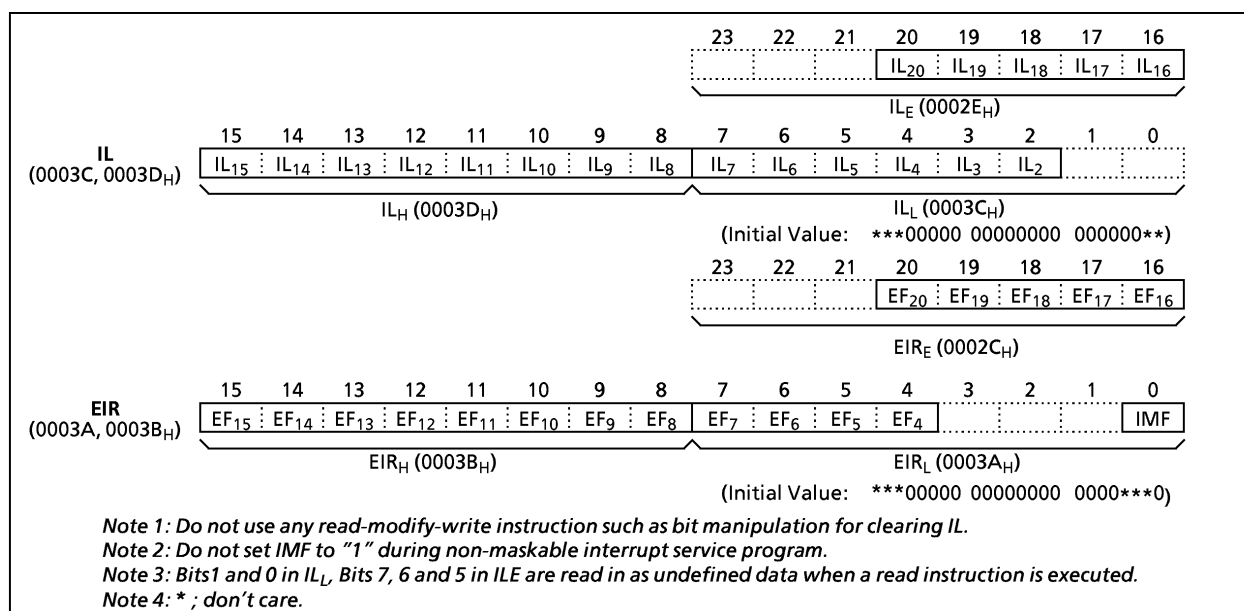 23 22 21 20 19 18 17 16
IL20 IL19 IL18 IL17 IL16
ILE (0002EH)
15 14 13 12 11 10 9 8 7 6 5 4 3 2 1 0
IL
(0003C, 0003DH)
IL15 IL14 IL13 IL12 IL11 IL10 IL9 IL8 IL7 IL6 IL5 IL4 IL3 IL2
ILH (0003DH) ILL (0003CH)
(Initial Value: ***00000 00000000 000000**)
23 22 21 20 19 18 17 16
EF20 EF19 EF18 EF17 EF16
EIRE (0002CH)
15 14 13 12 11 10 9 8 7 6 5 4 3 2 1 0
EIR
(0003A, 0003BH)
EF15 EF14 EF13 EF12 EF11 EF10 EF9 EF8 EF7 EF6 EF5 EF4 IMF
EIRH (0003BH) EIRL (0003AH)
(Initial Value: ***00000 00000000 0000***0)
Note 1: Do not use any read-modify-write instruction such as bit manipulation for clearing IL.
Note 2: Do not set IMF to "1" during non-maskable interrupt service program.
Note 3: Bits1 and 0 in ILL, Bits 7, 6 and 5 in ILE are read in as undefined data when a read instruction is executed.
Note 4: * ; don't care.